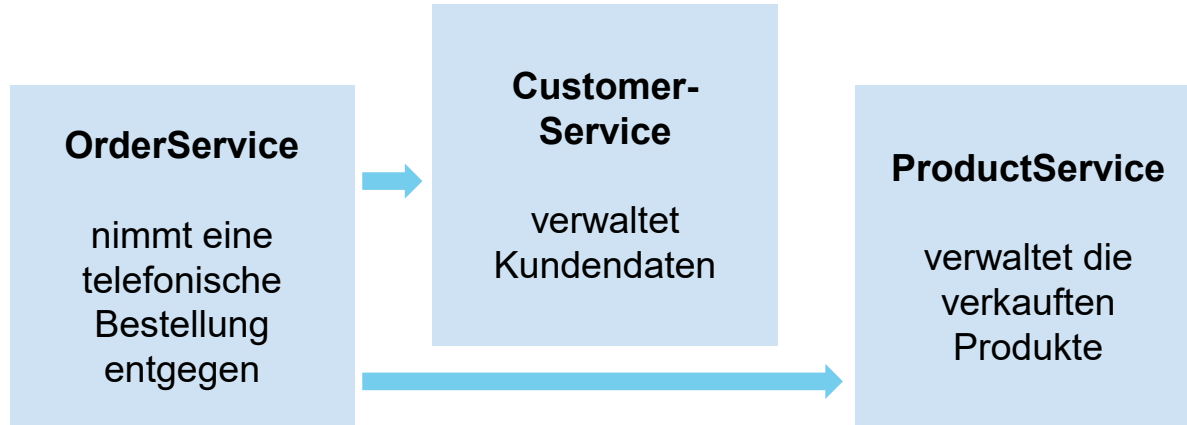 OrderService
nimmt eine
telefonische
Bestellung
entgegen
Customer-
Service
verwaltet
Kundendaten
ProductService
verwaltet die
verkauften
Produkte